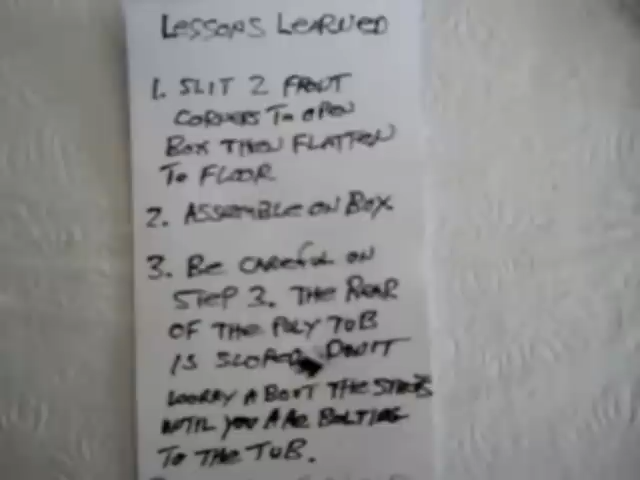 LESSONS LEARNED
1. SLIT 2 FRONT
CORNERS TO OPEN
BOX THEN FLATTEN
TO FLOOR
2. ASSEMBLE ON BOX
3. BE CAREFUL ON
STEP 3. THE REAR
OF THE POLY TUB
IS SLOPED DON'T
WORRY ABOUT THE
UNTIL YOU ARE BOLTING
TO THE TUB.